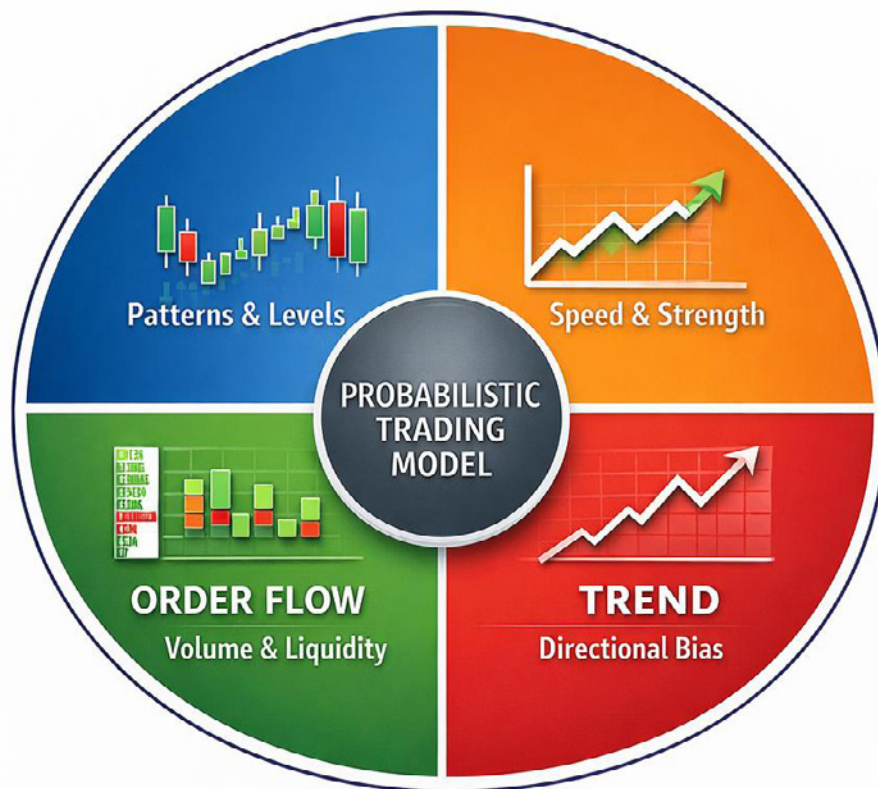 Patterns & Levels
Speed & Strength
PROBABILISTIC
TRADING
MODEL
ORDER FLOW
Volume & Liquidity
TREND
Directional Bias